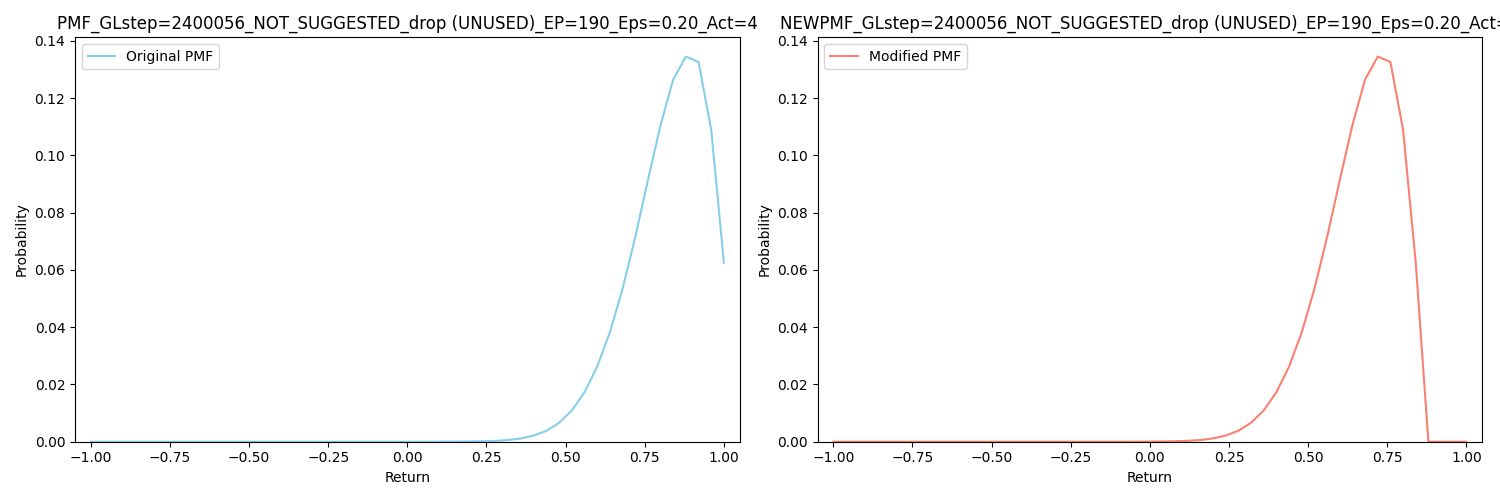 PMF_GLstep=2400056_NOT_SUGGESTED_drop (UNUSED)_EP=190_Eps=0.20_Act=4
Original PMF
0.14
0.12
0.10
0.08
0.06
0.04
0.02
0.00
Probability
−1.00 −0.75 −0.50 −0.25 0.00 0.25 0.50 0.75 1.00
Return
NEWPMF_GLstep=2400056_NOT_SUGGESTED_drop (UNUSED)_EP=190_Eps=0.20_Act=
Modified PMF
0.14
0.12
0.10
0.08
0.06
0.04
0.02
0.00
Probability
−1.00 −0.75 −0.50 −0.25 0.00 0.25 0.50 0.75 1.00
Return